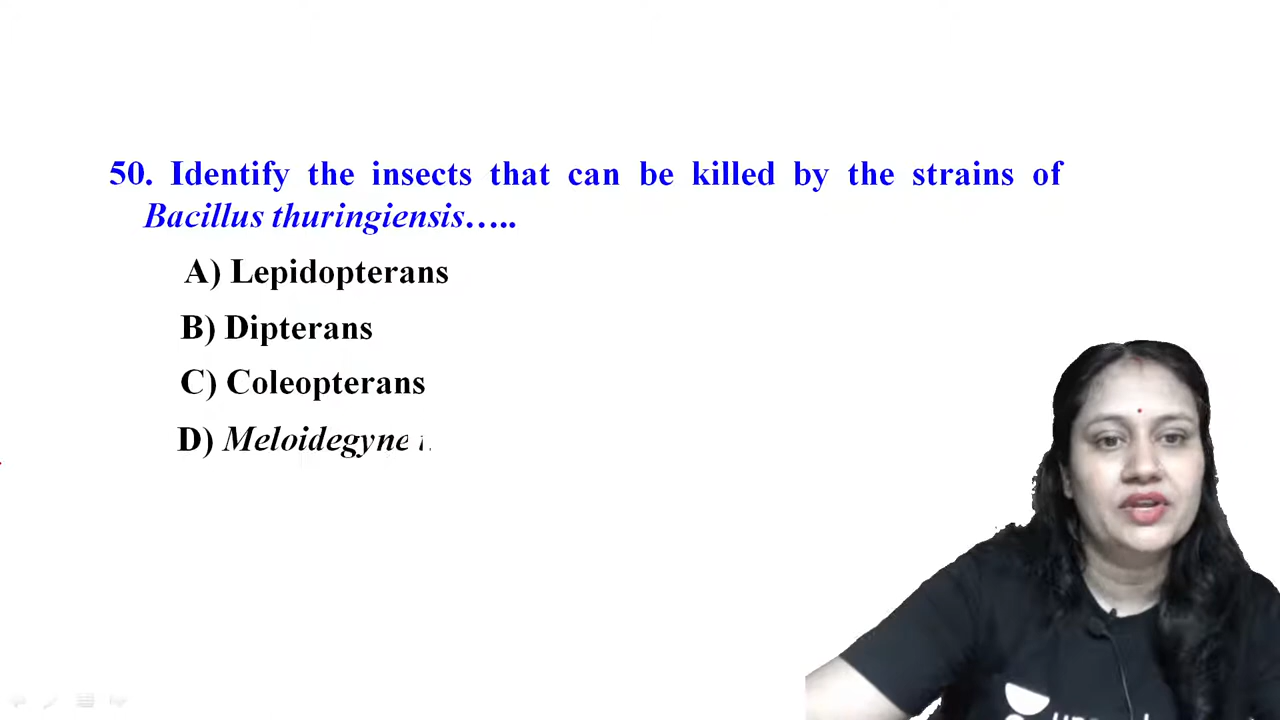 50. Identify the insects that can be killed by the strains of
Bacillus thuringiensis…..
A) Lepidopterans
B) Dipterans
C) Coleopterans
D) Meloidegyne